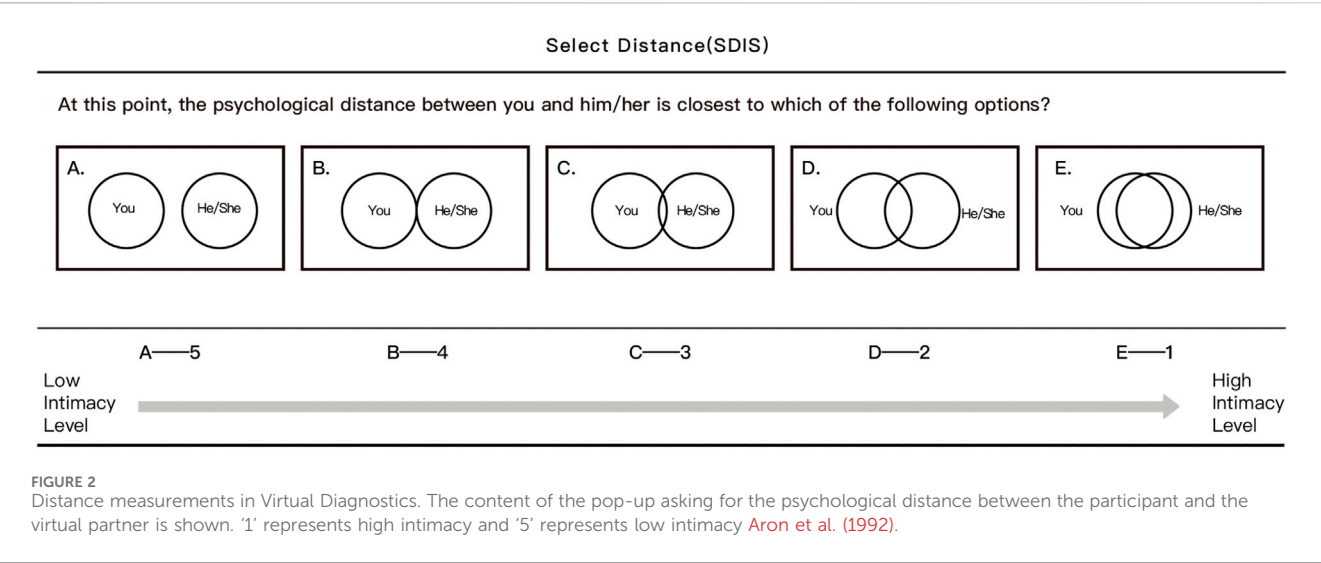 Select Distance(SDIS)
At this point, the psychological distance between you and him/her is closest to which of the following options?
A.
You
He/She
B.
You
He/She
C.
You
He/She
D.
You
He/She
E.
You
He/She
A——5
B——4
C——3
D——2
E——1
Low
Intimacy
Level
High
Intimacy
Level
FIGURE 2
Distance measurements in Virtual Diagnostics. The content of the pop-up asking for the psychological distance between the participant and the
virtual partner is shown. ‘1’ represents high intimacy and ‘5’ represents low intimacy Aron et al. (1992).